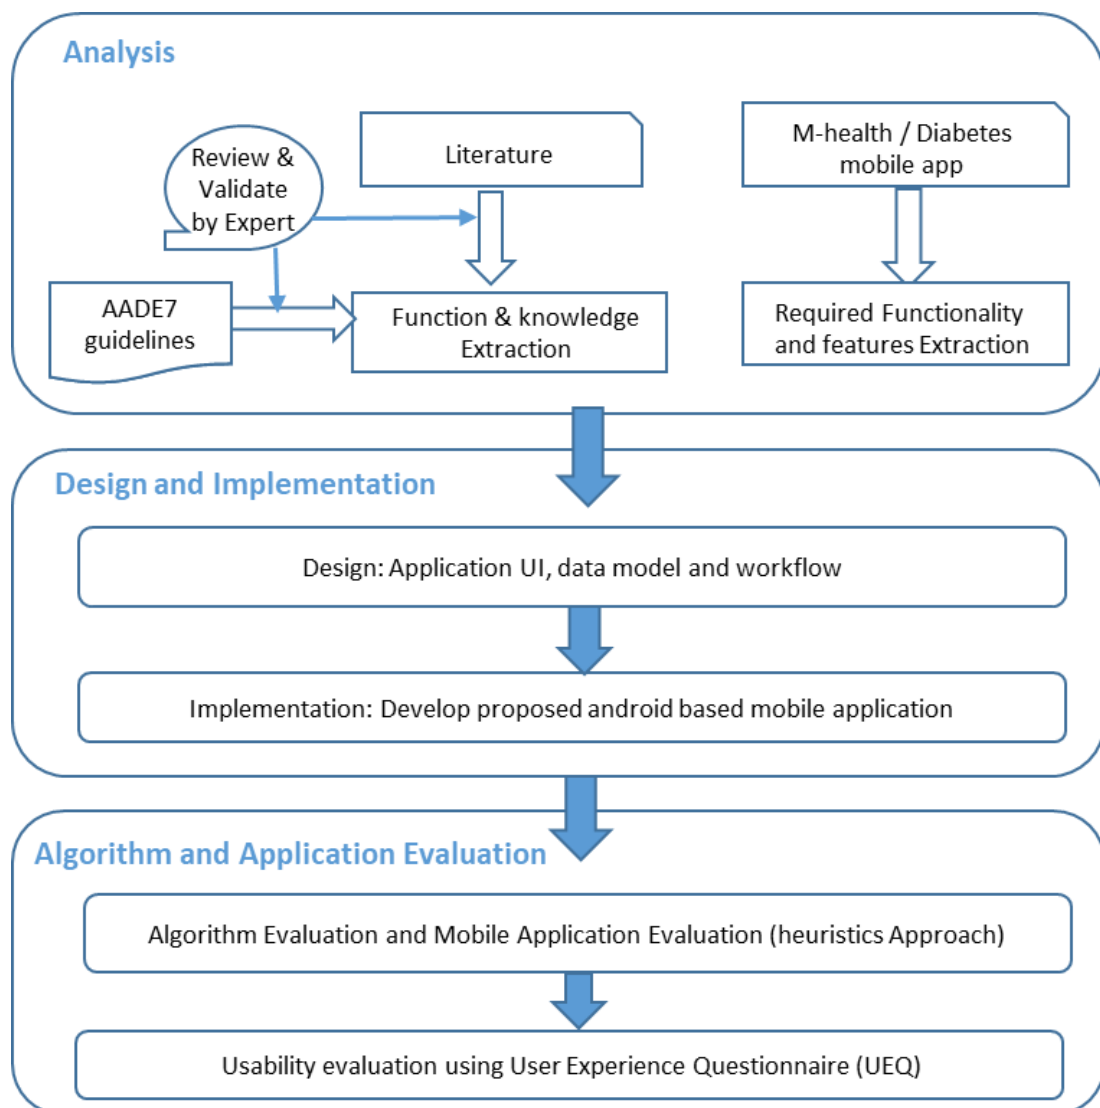 Analysis
Review &
Validate
by Expert
Literature
M-health / Diabetes
mobile app
AADE7
guidelines
Function & knowledge
Extraction
Required Functionality
and features Extraction
Design and Implementation
Design: Application UI, data model and workflow
Implementation: Develop proposed android based mobile application
Algorithm and Application Evaluation
Algorithm Evaluation and Mobile Application Evaluation (heuristics Approach)
Usability evaluation using User Experience Questionnaire (UEQ)